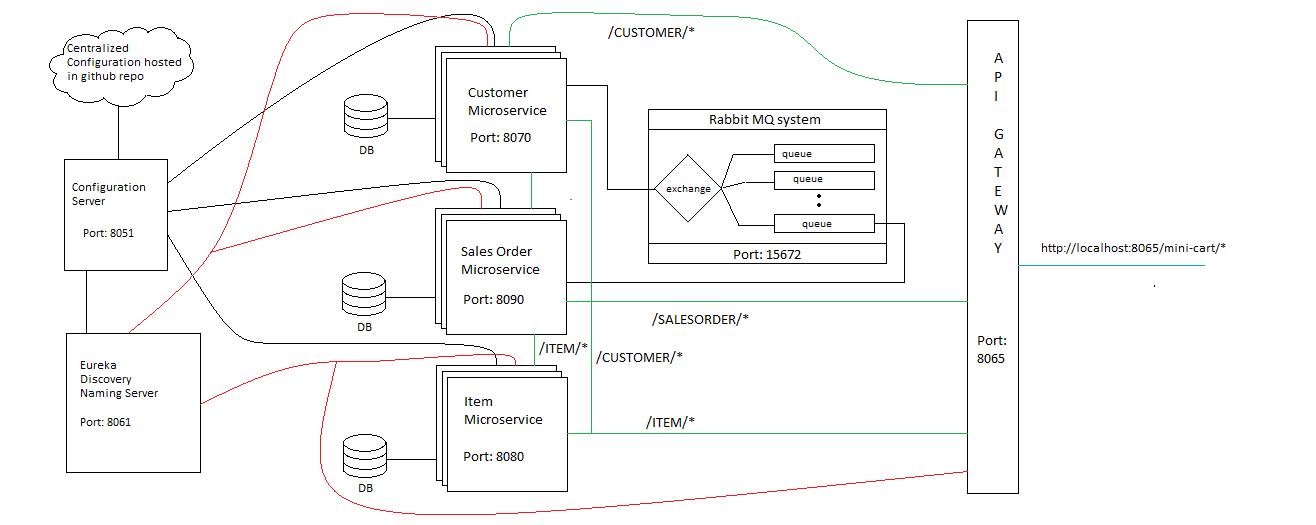 Centralized
Configuration hosted
in github repo
Configuration
Server
Port: 8051
Eureka
Discovery
Naming Server
Port: 8061
DB
Customer
Microservice
Port: 8070
DB
Sales Order
Microservice
Port: 8090
DB
Item
Microservice
Port: 8080
/CUSTOMER/*
Rabbit MQ system
exchange
queue
queue
queue
Port: 15672
/SALESORDER/*
/ITEM/*
/CUSTOMER/*
/ITEM/*
A
P
I
G
A
T
E
W
A
Y
Port:
8065
http://localhost:8065/mini-cart/*